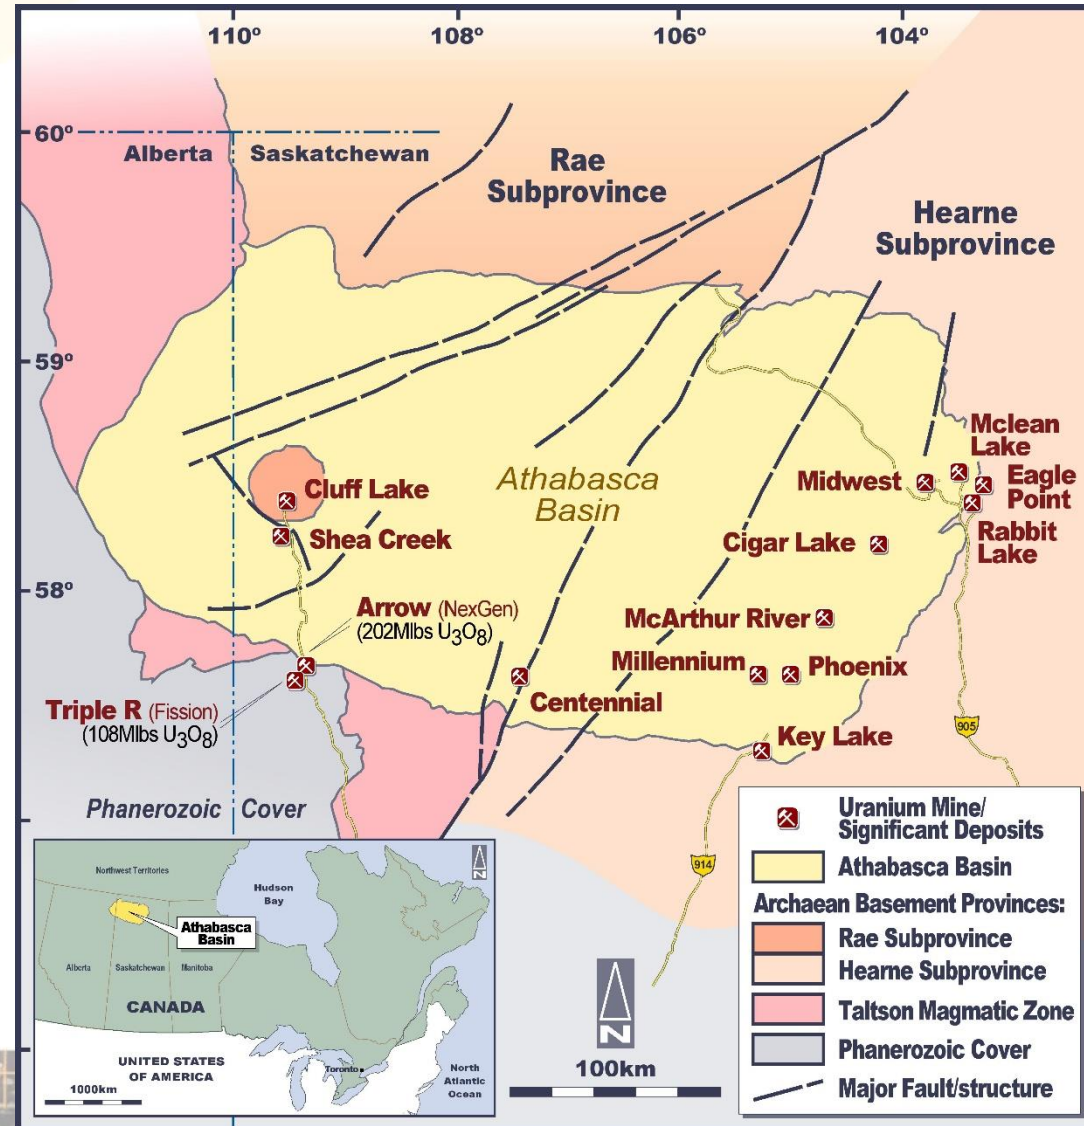 110º 108º 106º 104º
60º
Alberta Saskatchewan
Rae
Subprovince
Hearne
Subprovince
59º
Mclean
Lake
Midwest
Eagle
Point
Rabbit
Lake
Athabasca
Basin
Cluff Lake
Shea Creek
Cigar Lake
58º
Arrow (NexGen)
(202Mlbs U3O8)
McArthur River
Millennium
Phoenix
Triple R (Fission)
(108Mlbs U3O8)
Centennial
Key Lake
905
914
Phanerozoic Cover
N
Northwest Territories
Hudson
Bay
Athabasca
Basin
Alberta
Saskatchewan
Manitoba
CANADA
UNITED STATES
OF AMERICA
Toronto
North
Atlantic
Ocean
1000km
N
100km
Uranium Mine/
Significant Deposits
Athabasca Basin
Archaean Basement Provinces:
Rae Subprovince
Hearne Subprovince
Taltson Magmatic Zone
Phanerozoic Cover
Major Fault/structure